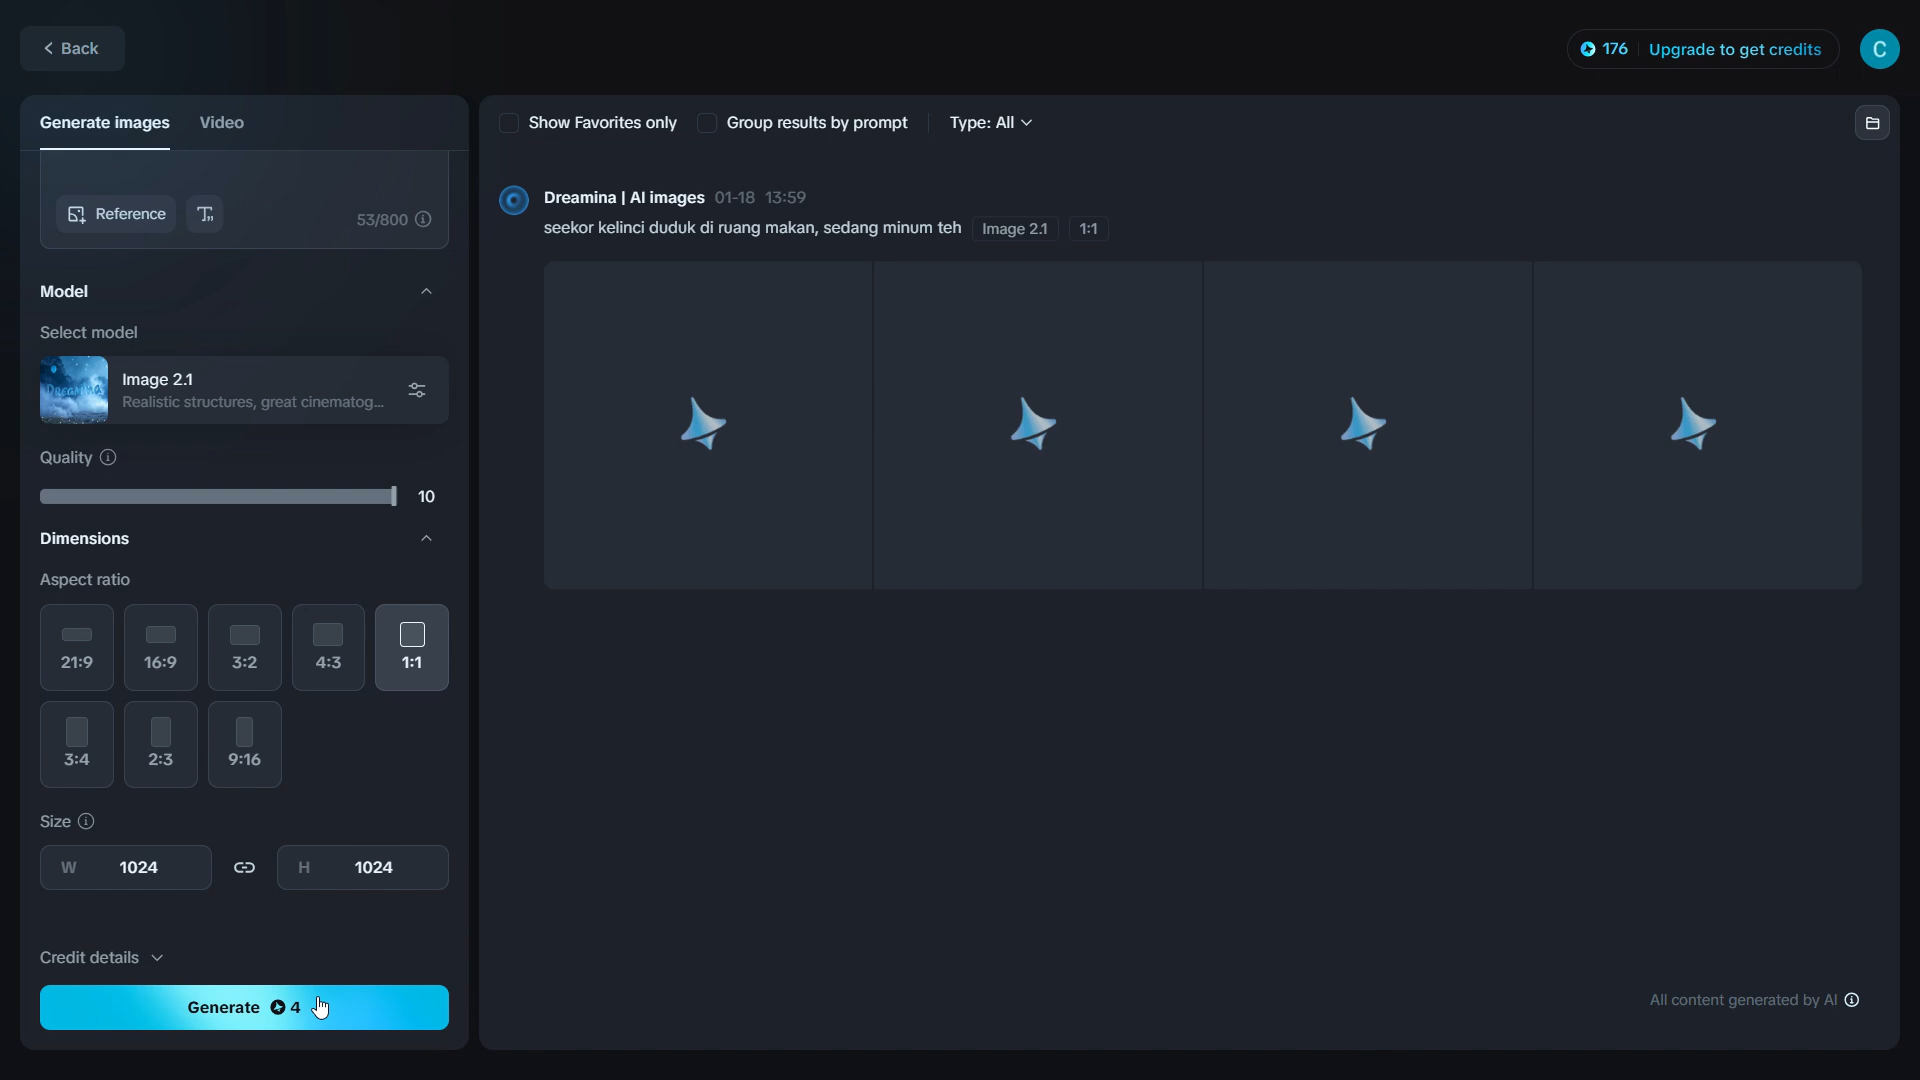 Back
176 Upgrade to get credits
C
Generate images Video
Show Favorites only Group results by prompt Type: All
Reference 53/800
Dreamina | AI images 01-18 13:59
seekor kelinci duduk di ruang makan, sedang minum teh Image 2.1 1:1
Model
Select model
Dreamina
Image 2.1
Realistic structures, great cinematog...
Quality
10
Dimensions
Aspect ratio
21:9 16:9 3:2 4:3 1:1
3:4 2:3 9:16
Size
W 1024 H 1024
Credit details
Generate 4
All content generated by AI